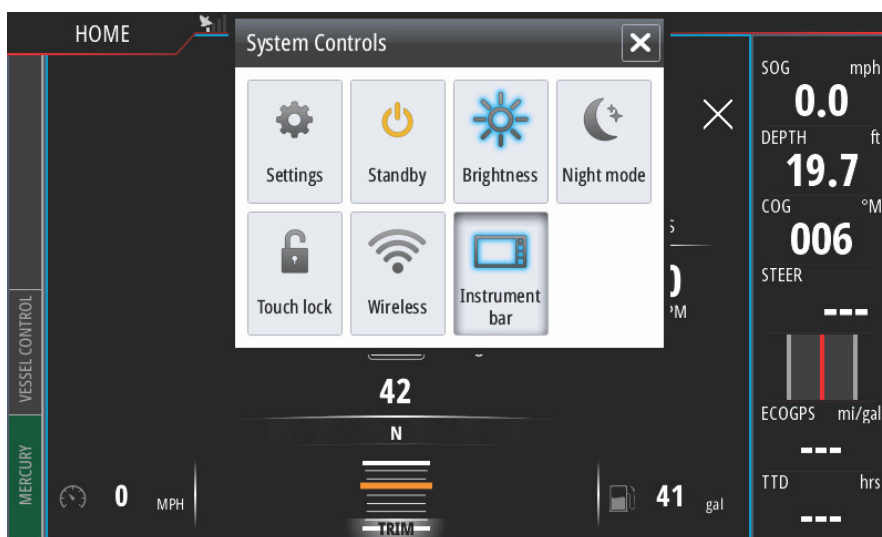 HOME
System Controls
Settings
Standby
Brightness
Night mode
Touch lock
Wireless
Instrument
bar
VESSEL CONTROL
MERCURY
42
N
0 MPH
TRIM
41 gal
SOG mph
0.0
DEPTH ft
19.7
COG °M
006
STEER
---
ECOGPS mi/gal
---
TTD hrs
---